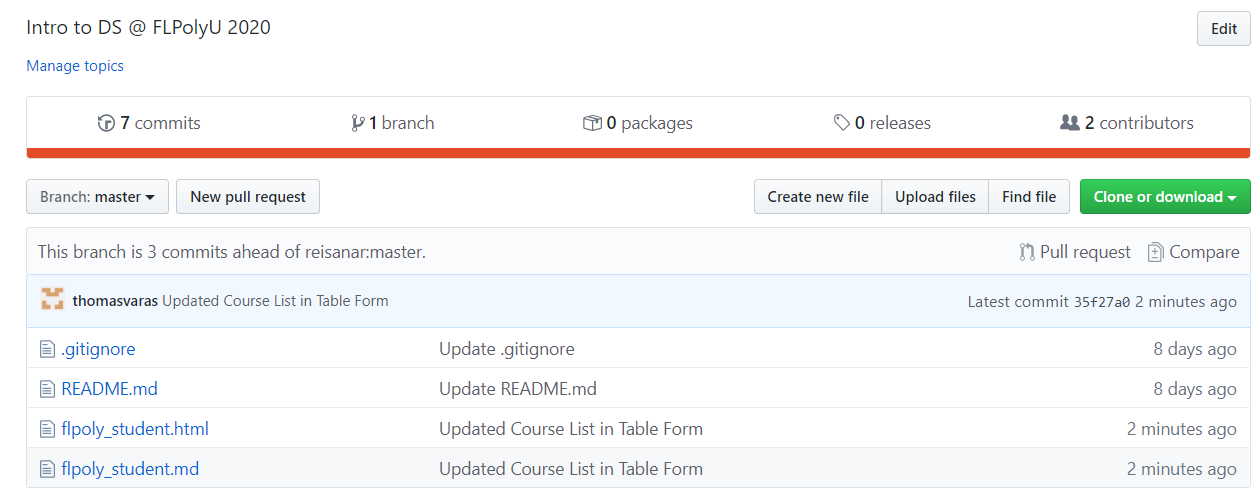 Intro to DS @ FLPolyU 2020 Edit
Manage topics
7 commits 1 branch 0 packages 0 releases 2 contributors
Branch: master New pull request Create new file Upload files Find file Clone or download
This branch is 3 commits ahead of reisanar:master. Pull request Compare
thomasvaras Updated Course List in Table Form Latest commit 35f27a0 2 minutes ago
.gitignore Update .gitignore 8 days ago
README.md Update README.md 8 days ago
flpoly_student.html Updated Course List in Table Form 2 minutes ago
flpoly_student.md Updated Course List in Table Form 2 minutes ago